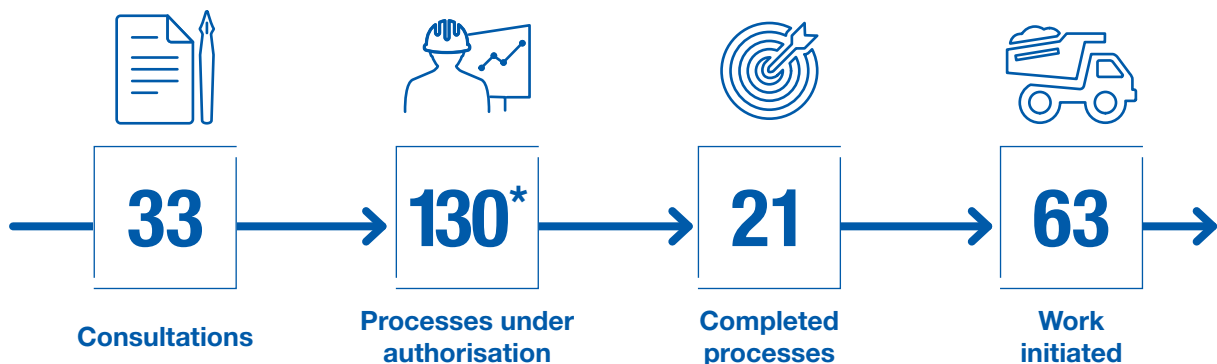 33
130*
21
63
Consultations
Processes under
authorisation
Completed
processes
Work
initiated